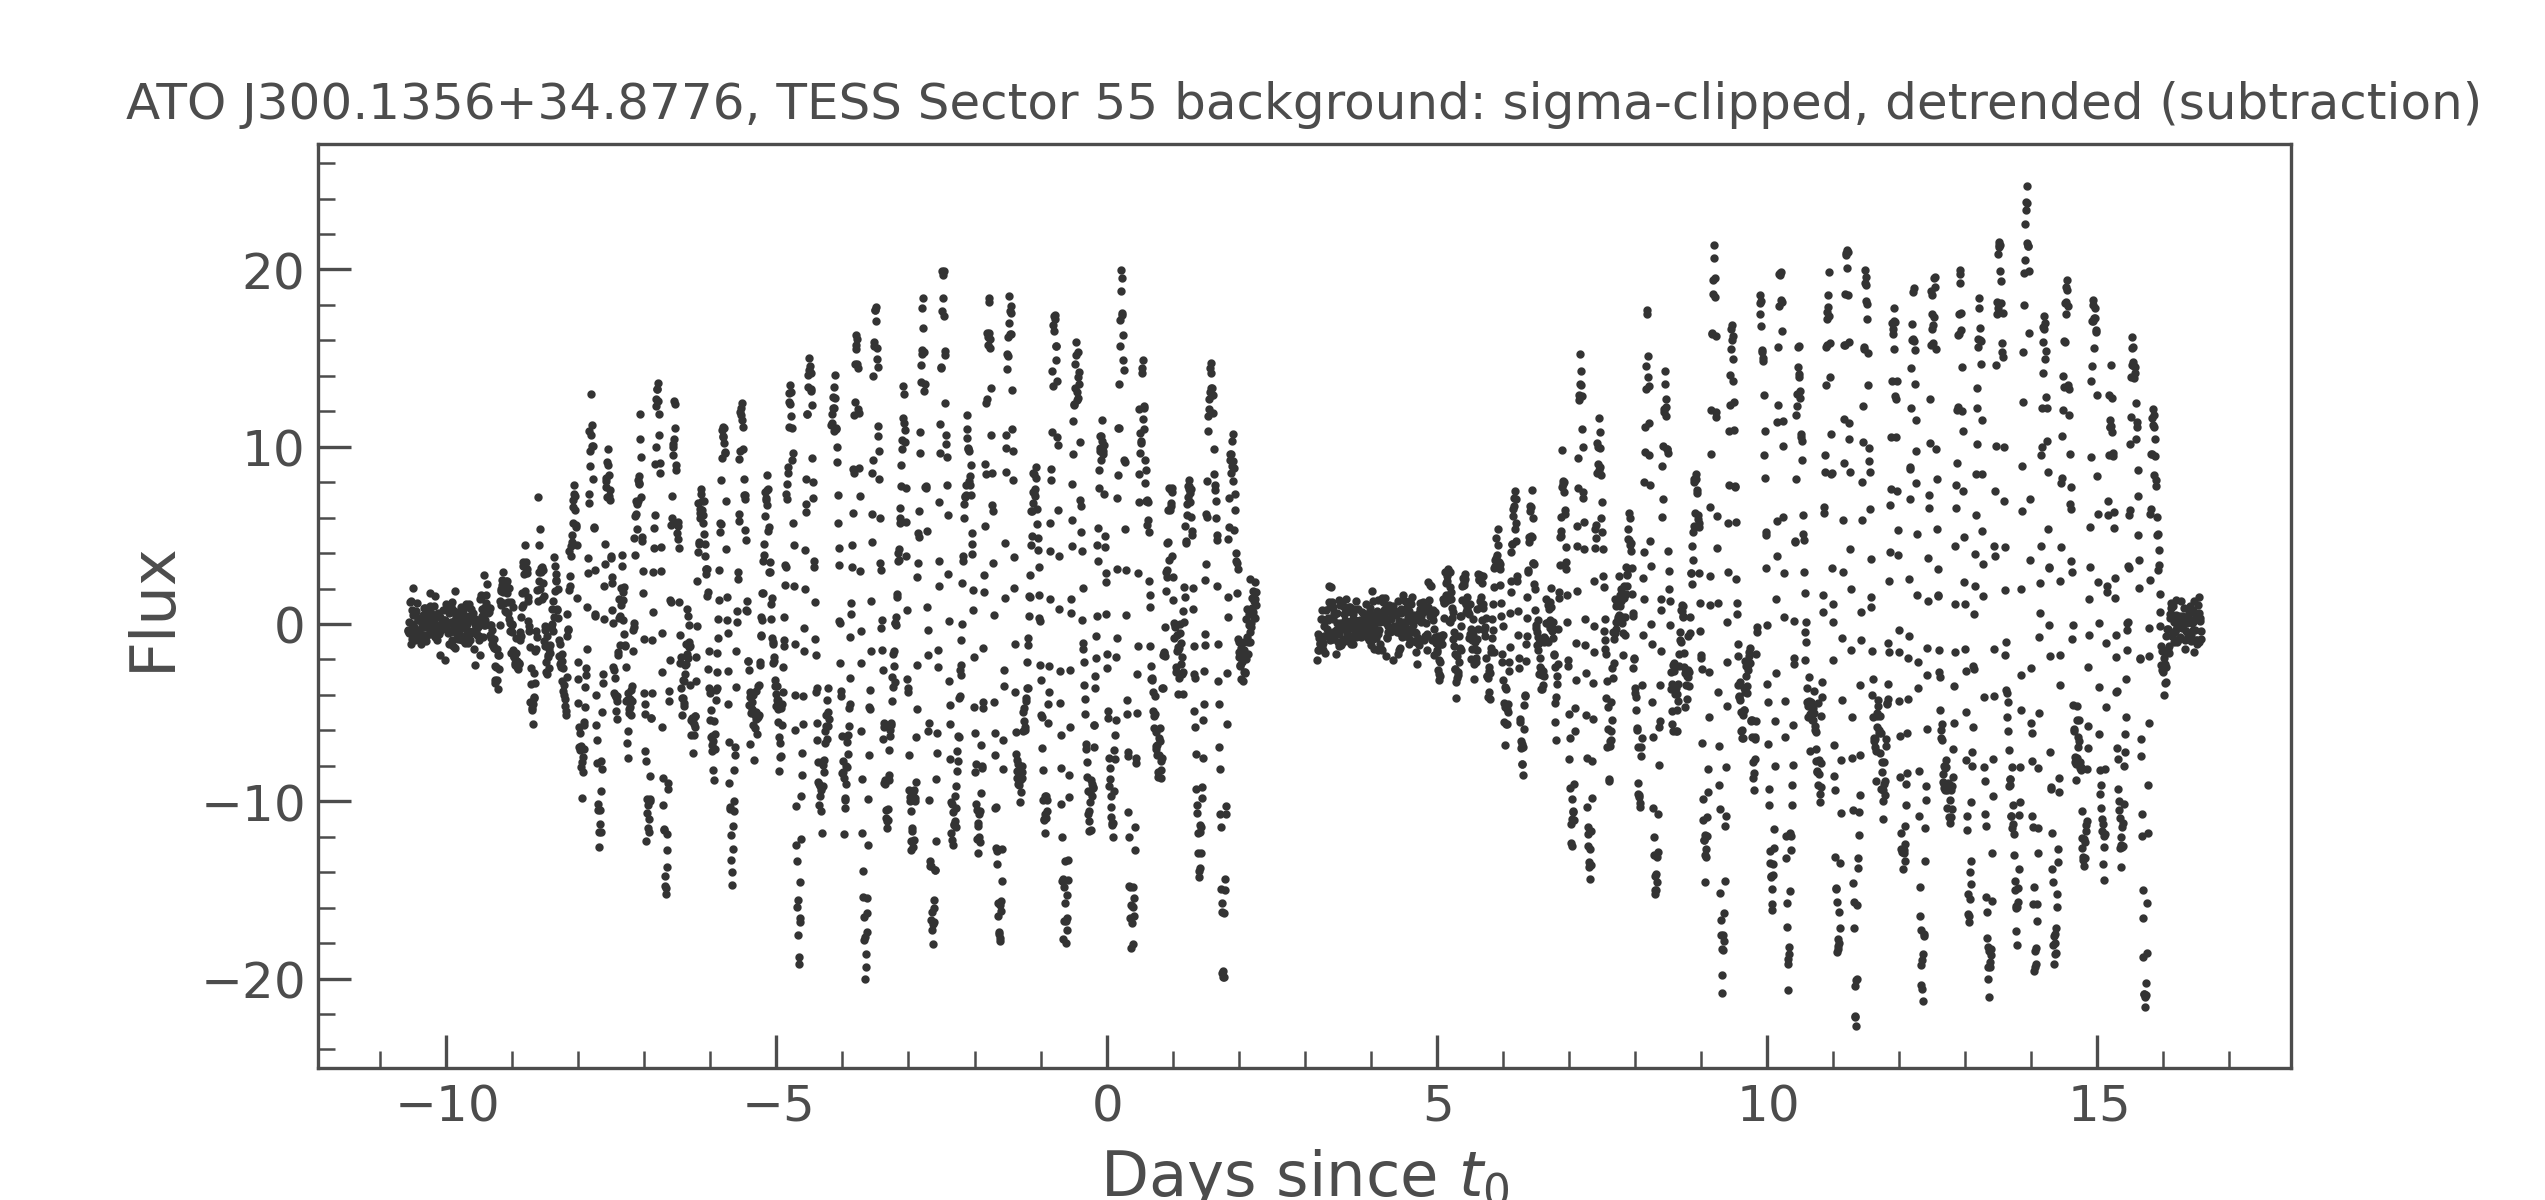 ATO J300.1356+34.8776, TESS Sector 55 background: sigma-clipped, detrended (subtraction)
Flux
20
10
0
−10
−20
−10 −5 0 5 10 15
Days since t0